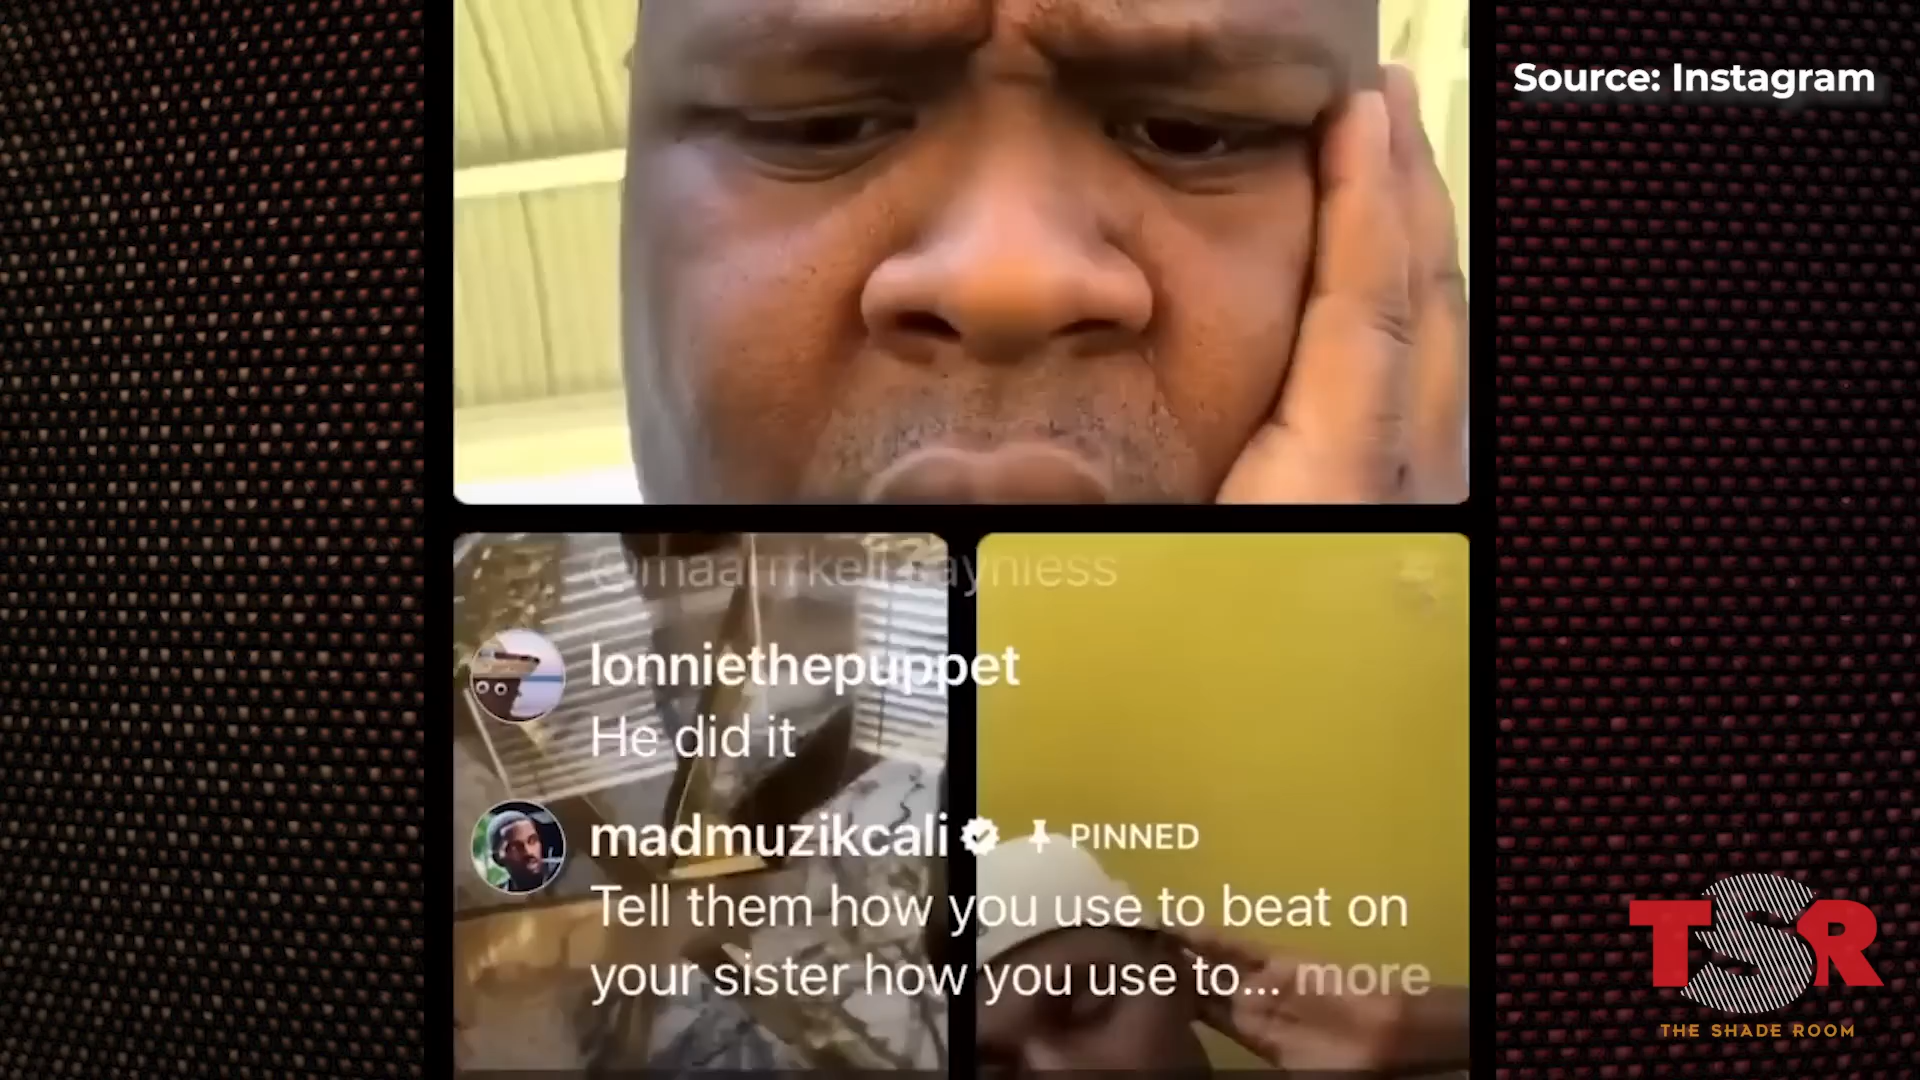 Source: Instagram
lonniethepuppet
He did it
madmuzikcali PINNED
Tell them how you use to beat on
your sister how you use to... more
TSR
THE SHADE ROOM